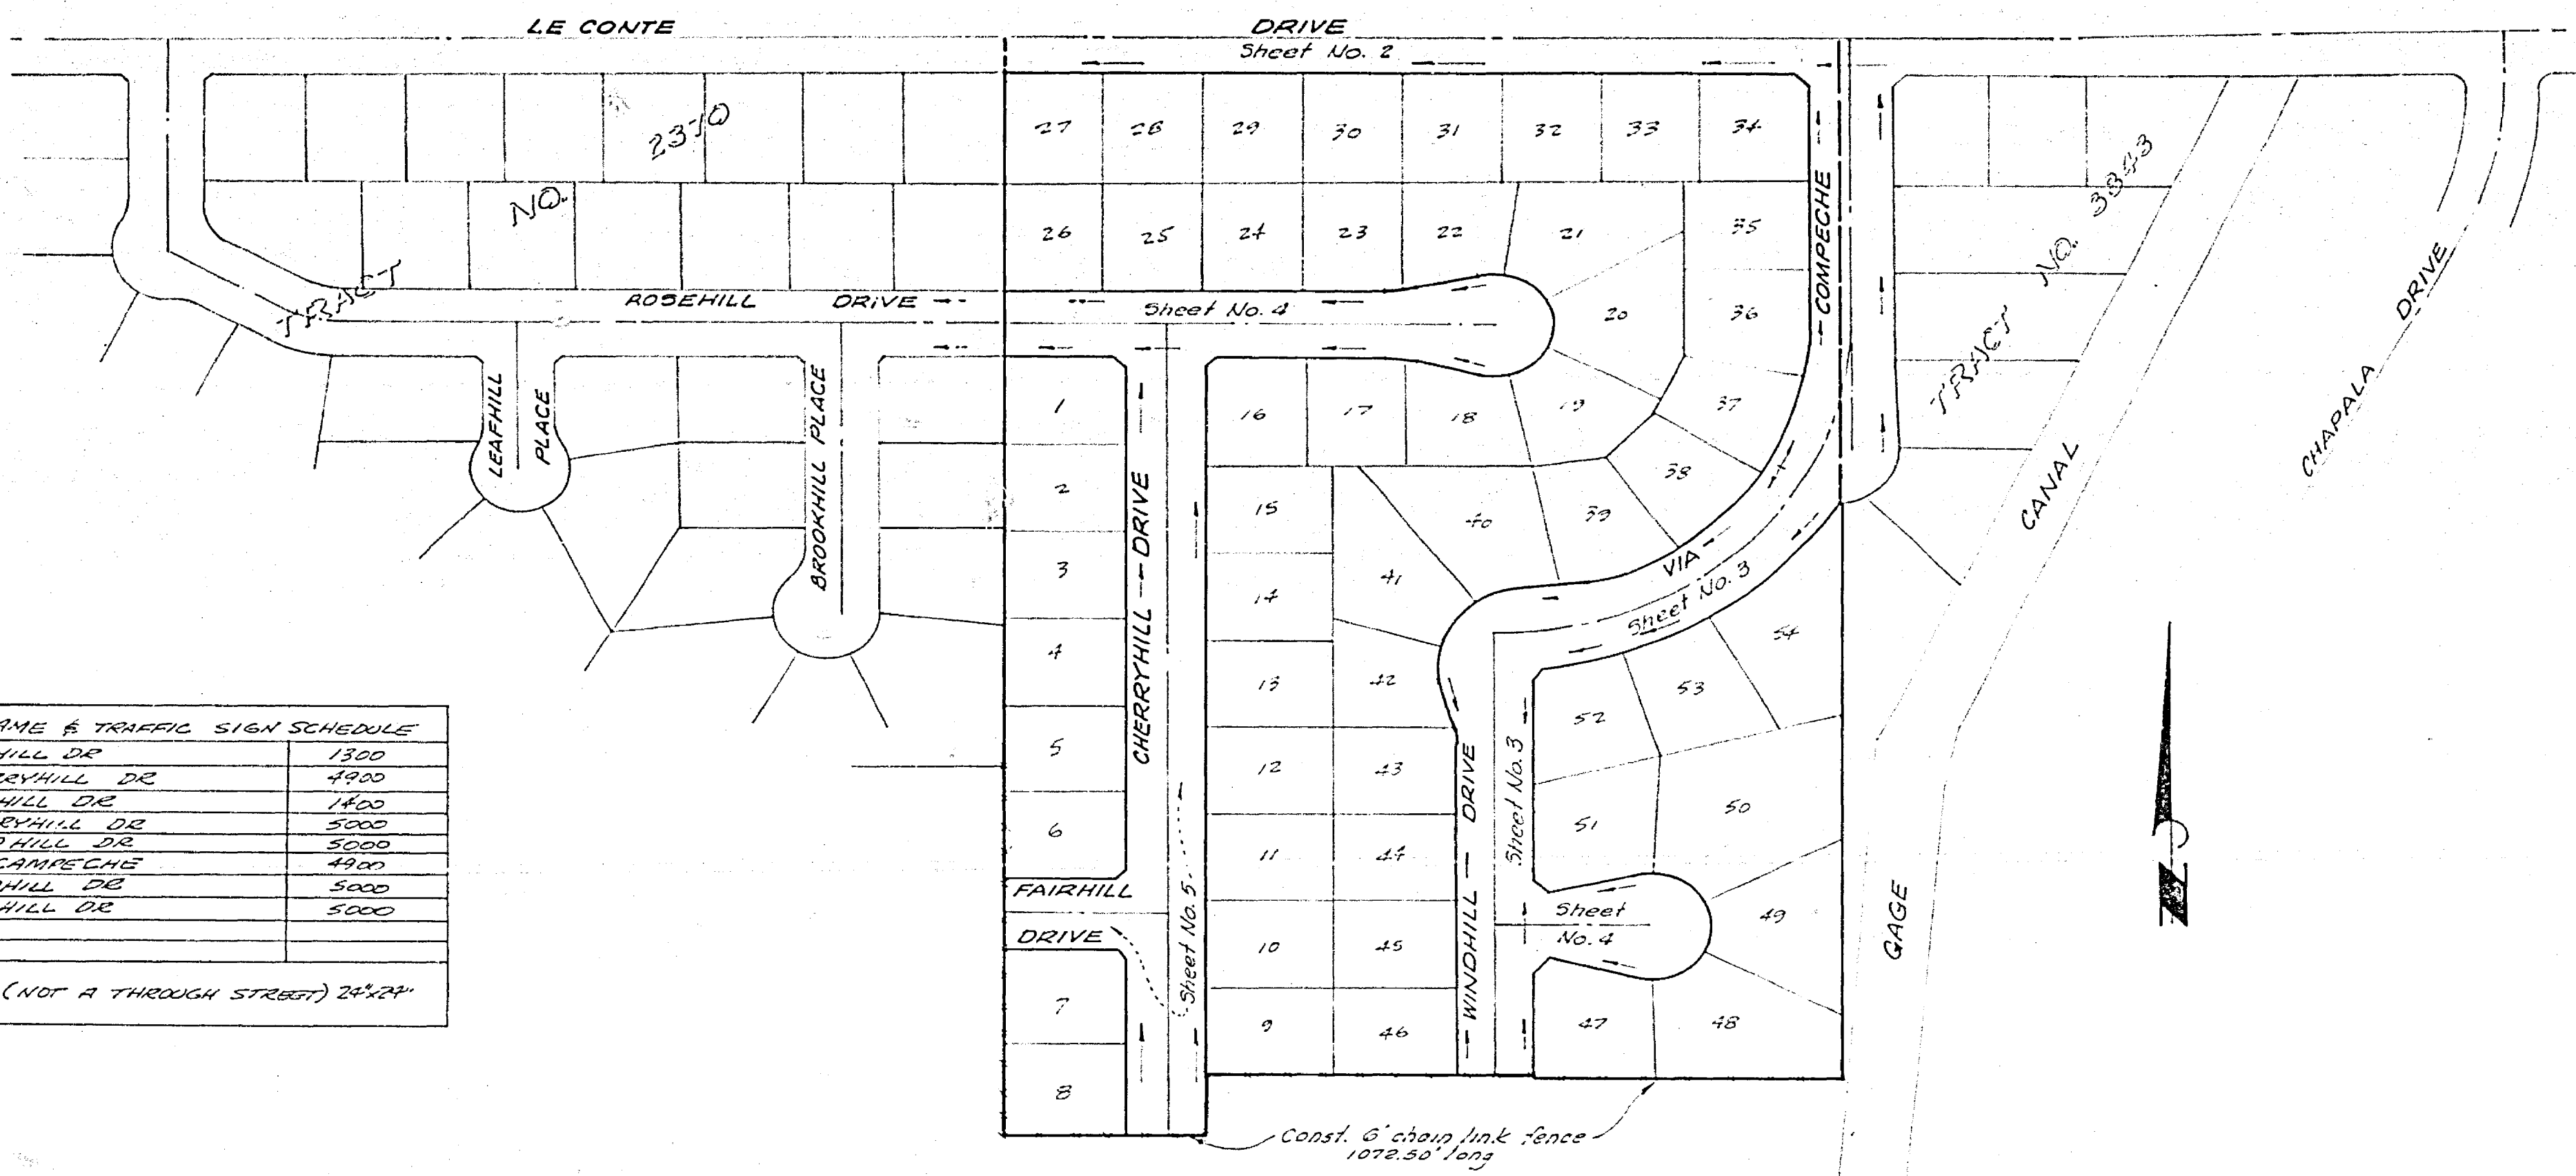 LE CONTE DRIVE
Sheet No. 2
TRACT NO. 2370
27 28 29 30 31 32 33 34
26 25 24 23 22 21 35
20 36
ROSEHILL DRIVE
Sheet No. 4
COMPECHE
VIA
Sheet No. 3
TRACT NO. 3843
GAGE CANAL
CHAPALA DRIVE
LEAFHILL PLACE
BROOKHILL PLACE
CHERRYHILL DRIVE
Sheet No. 5
1
2
3
4
5
6
FAIRHILL
DRIVE
7
8
16 17 18 19 37
38
15 40 39
14 41
13 42
12 43
11 44
10 45
9 46
WINDHILL DRIVE
Sheet No. 3
54
53
52
51 50
Sheet
No. 4
49
47 48
AME & TRAFFIC SIGN SCHEDULE
HILL DR 1300
RRYHILL DR 4900
HILL DR 1400
RYHILL DR 5000
HILL DR 5000
CAMPECHE 4900
HILL DR 5000
HILL DR 5000
(NOT A THROUGH STREET) 24"x24"
Const. 6' chain link fence
1072.50' long